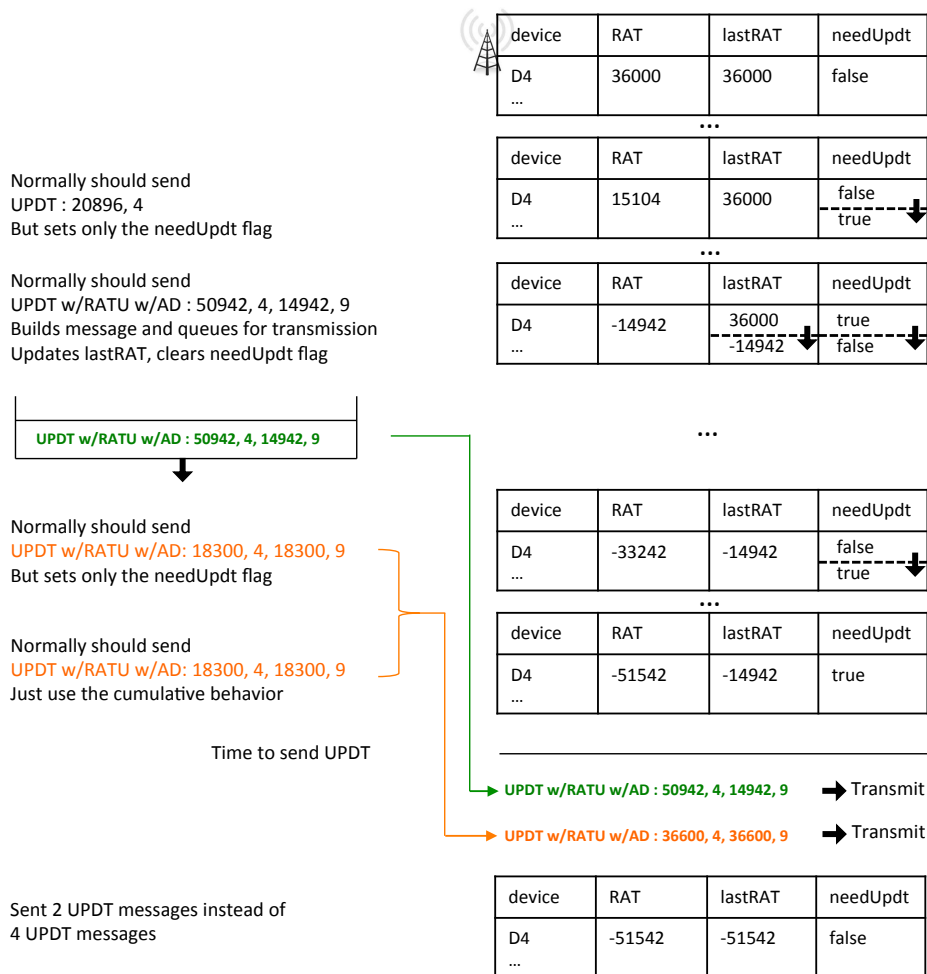 device RAT lastRAT needUpdt
D4 36000 36000 false
...
...
device RAT lastRAT needUpdt
Normally should send
UPDT : 20896, 4
But sets only the needUpdt flag
D4 15104 36000 false
true
...
...
Normally should send
UPDT w/RATU w/AD : 50942, 4, 14942, 9
Builds message and queues for transmission
Updates lastRAT, clears needUpdt flag
device RAT lastRAT needUpdt
D4 -14942 36000 true
... -14942 false
UPDT w/RATU w/AD : 50942, 4, 14942, 9
...
Normally should send
UPDT w/RATU w/AD: 18300, 4, 18300, 9
But sets only the needUpdt flag
device RAT lastRAT needUpdt
D4 -33242 -14942 false
... true
...
Normally should send
UPDT w/RATU w/AD: 18300, 4, 18300, 9
Just use the cumulative behavior
device RAT lastRAT needUpdt
D4 -51542 -14942 true
...
Time to send UPDT
UPDT w/RATU w/AD : 50942, 4, 14942, 9 Transmit
UPDT w/RATU w/AD : 36600, 4, 36600, 9 Transmit
Sent 2 UPDT messages instead of
4 UPDT messages
device RAT lastRAT needUpdt
D4 -51542 -51542 false
...